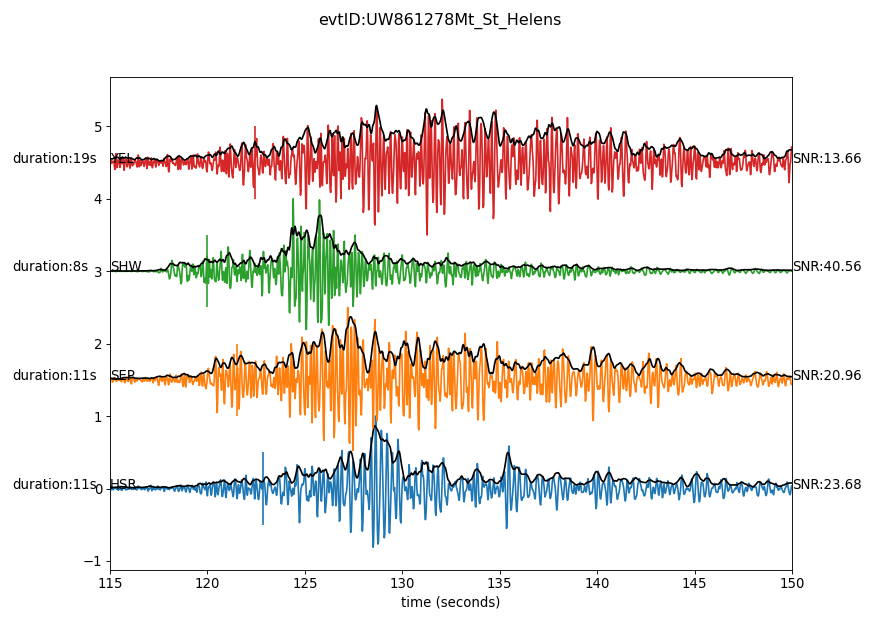 evtID:UW861278Mt_St_Helens
5
duration:19s YEL SNR:13.66
4
duration:8s SHW SNR:40.56
3
2
duration:11s SEP SNR:20.96
1
duration:11s HSR SNR:23.68
0
−1
115 120 125 130 135 140 145 150
time (seconds)